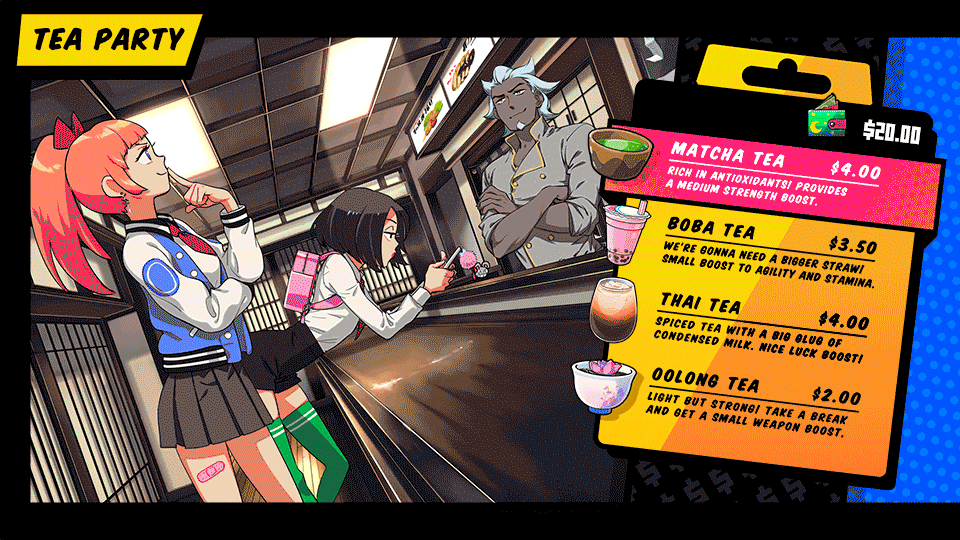 TEA PARTY
$20.00
MATCHA TEA $4.00
RICH IN ANTIOXIDANTS! PROVIDES
A MEDIUM STRENGTH BOOST.
BOBA TEA $3.50
WE'RE GONNA NEED A BIGGER STRAW!
SMALL BOOST TO AGILITY AND STAMINA.
THAI TEA $4.00
SPICED TEA WITH A BIG GLUG OF
CONDENSED MILK. NICE LUCK BOOST!
OOLONG TEA $2.00
LIGHT BUT STRONG! TAKE A BREAK
AND GET A SMALL WEAPON BOOST.